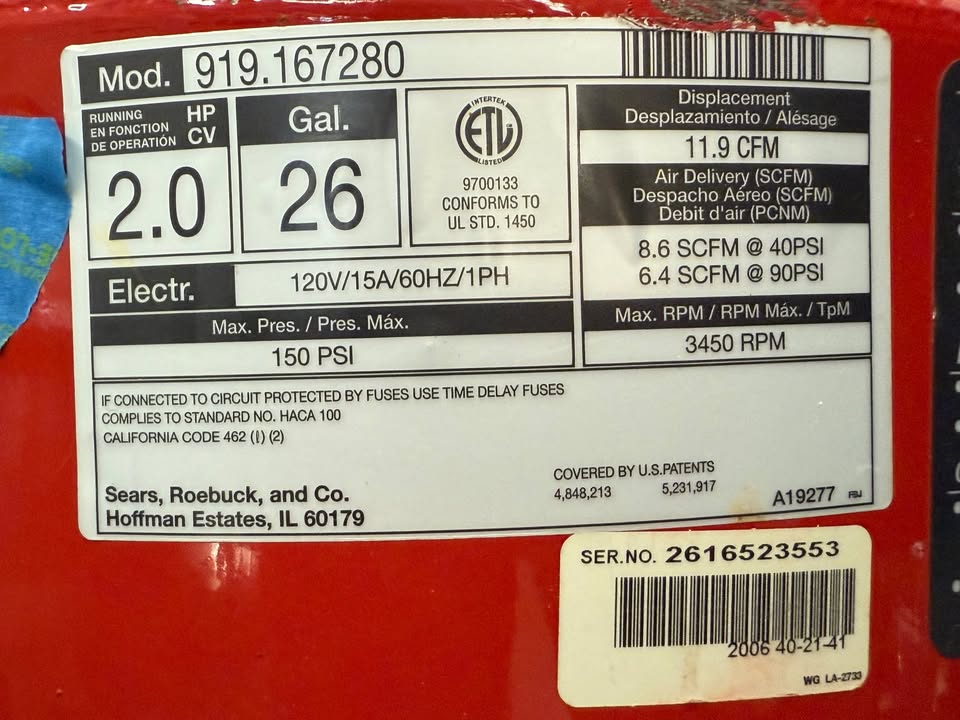 Mod. 919.167280
RUNNING HP
EN FONCTION CV
DE OPERATIÓN
2.0
Gal.
26
INTERTEK
ETL
LISTED
9700133
CONFORMS TO
UL STD. 1450
Displacement
Desplazamiento / Alésage
11.9 CFM
Air Delivery (SCFM)
Despacho Aéreo (SCFM)
Debit d'air (PCNM)
8.6 SCFM @ 40PSI
6.4 SCFM @ 90PSI
Electr. 120V/15A/60HZ/1PH
Max. Pres. / Pres. Máx.
150 PSI
Max. RPM / RPM Máx. / TpM
3450 RPM
IF CONNECTED TO CIRCUIT PROTECTED BY FUSES USE TIME DELAY FUSES
COMPLIES TO STANDARD NO. HACA 100
CALIFORNIA CODE 462 (l) (2)
COVERED BY U.S.PATENTS
4,848,213 5,231,917
Sears, Roebuck, and Co.
Hoffman Estates, IL 60179
A19277
SER.NO. 2616523553
2006 40-21-41
WG LA-2733